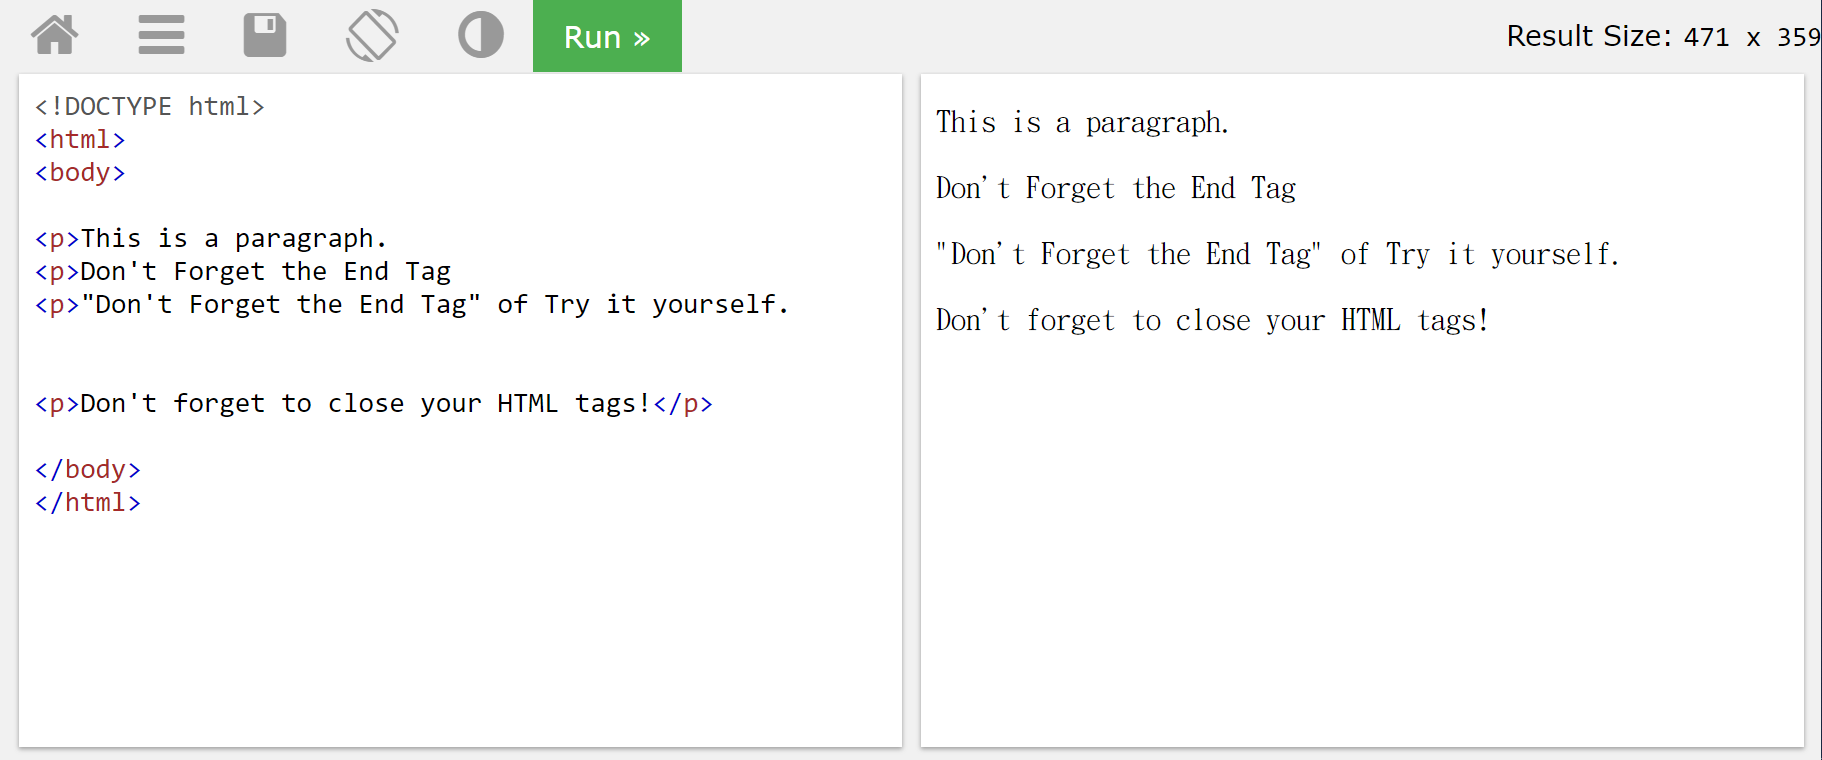 Run »
Result Size: 471 x 359
<!DOCTYPE html>
<html>
<body>
<p>This is a paragraph.
<p>Don't Forget the End Tag
<p>"Don't Forget the End Tag" of Try it yourself.
<p>Don't forget to close your HTML tags!</p>
</body>
</html>
This is a paragraph.
Don't Forget the End Tag
"Don't Forget the End Tag" of Try it yourself.
Don't forget to close your HTML tags!